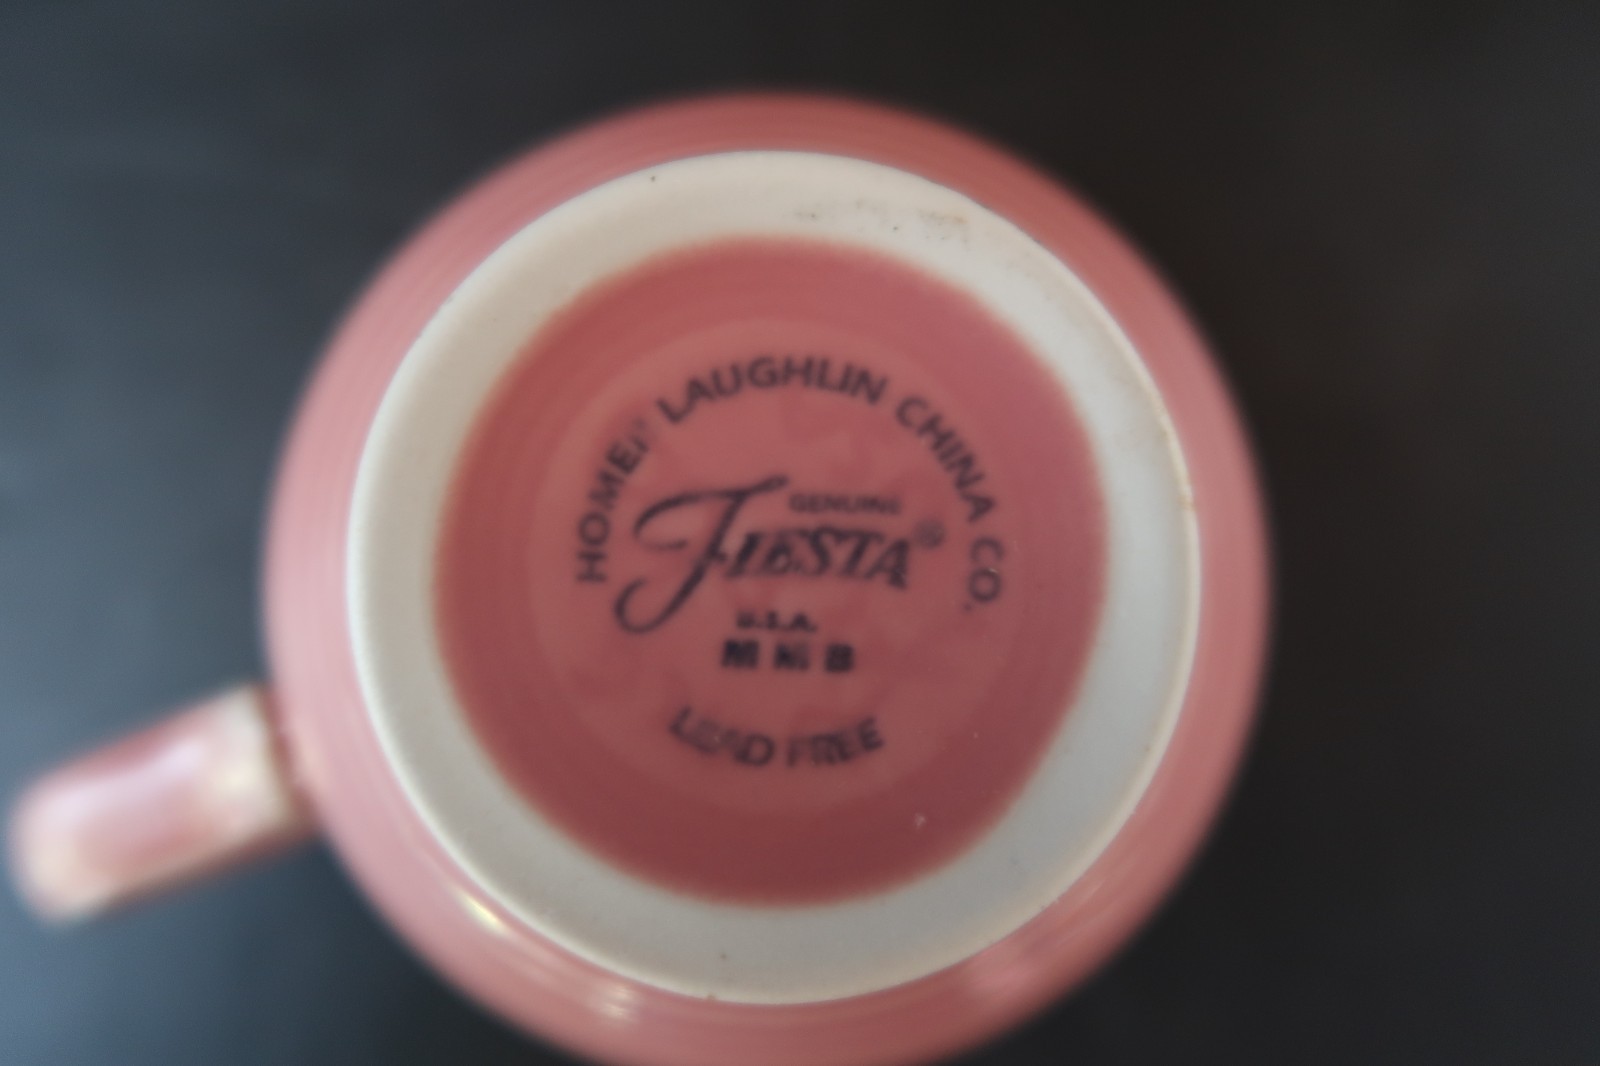 HOMER LAUGHLIN CHINA CO.
GENUINE
FIESTA®
U.S.A.
LEAD FREE